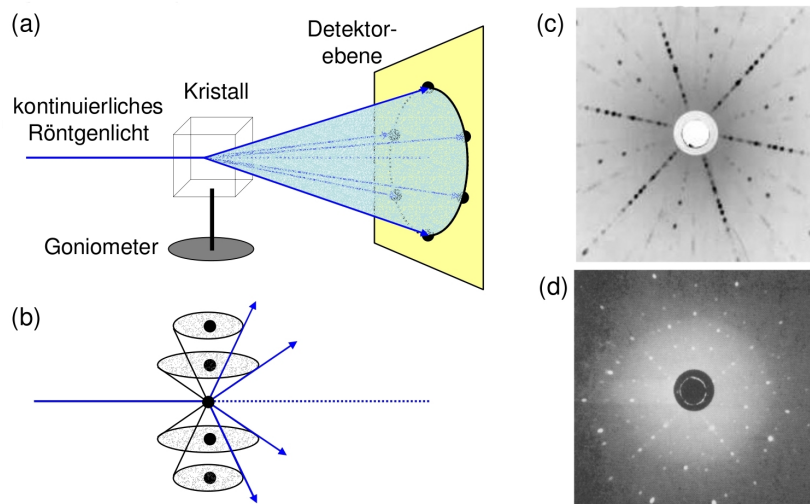 (a)
Detektor-
ebene
Kristall
kontinuierliches
Röntgenlicht
Goniometer
(b)
(c)
(d)